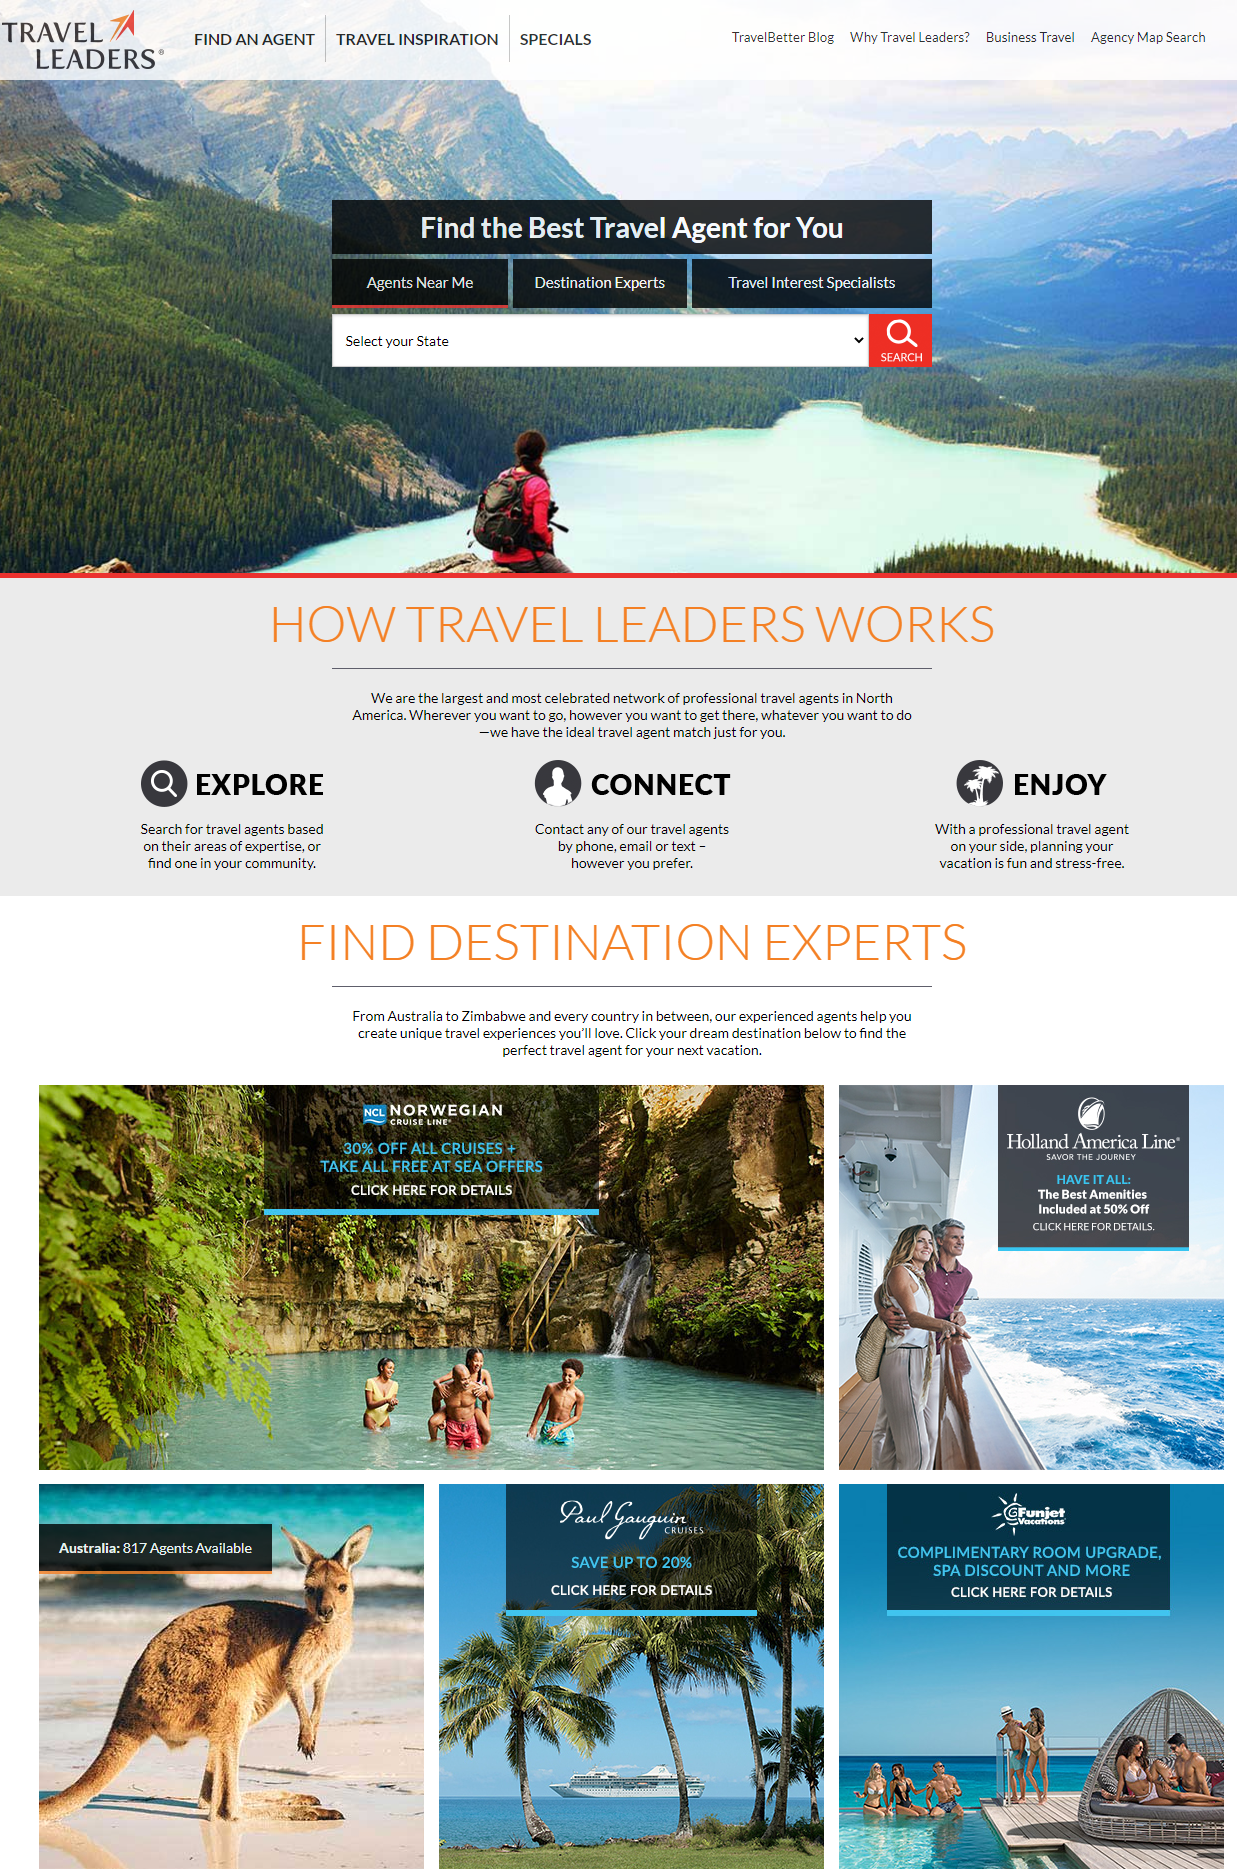 TRAVEL
LEADERS®
FIND AN AGENT
TRAVEL INSPIRATION
SPECIALS
TravelBetter Blog
Why Travel Leaders?
Business Travel
Agency Map Search
Find the Best Travel Agent for You
Agents Near Me
Destination Experts
Travel Interest Specialists
Select your State
SEARCH
HOW TRAVEL LEADERS WORKS
We are the largest and most celebrated network of professional travel agents in North
America. Wherever you want to go, however you want to get there, whatever you want to do
—we have the ideal travel agent match just for you.
EXPLORE
Search for travel agents based
on their areas of expertise, or
find one in your community.
CONNECT
Contact any of our travel agents
by phone, email or text –
however you prefer.
ENJOY
With a professional travel agent
on your side, planning your
vacation is fun and stress-free.
FIND DESTINATION EXPERTS
From Australia to Zimbabwe and every country in between, our experienced agents help you
create unique travel experiences you'll love. Click your dream destination below to find the
perfect travel agent for your next vacation.
NCL NORWEGIAN
CRUISE LINE®
30% OFF ALL CRUISES +
TAKE ALL FREE AT SEA OFFERS
CLICK HERE FOR DETAILS
Holland America Line®
SAVOR THE JOURNEY
HAVE IT ALL:
The Best Amenities
Included at 50% Off
CLICK HERE FOR DETAILS.
Australia: 817 Agents Available
Paul Gauguin
CRUISES
SAVE UP TO 20%
CLICK HERE FOR DETAILS
Funjet
Vacations
COMPLIMENTARY ROOM UPGRADE,
SPA DISCOUNT AND MORE
CLICK HERE FOR DETAILS